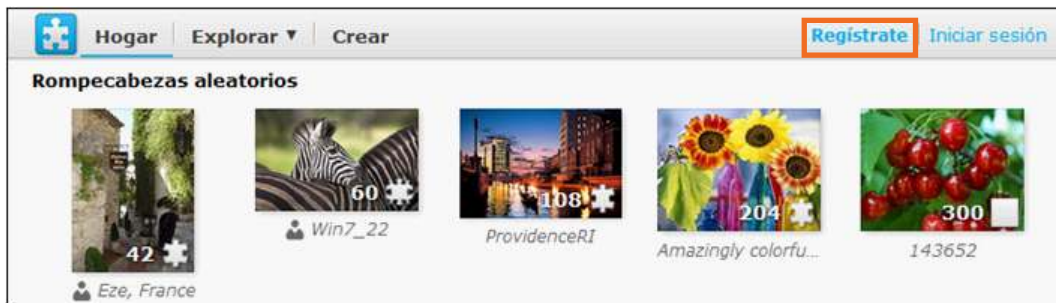 Hogar Explorar ▼ Crear Regístrate Iniciar sesión
Rompecabezas aleatorios
42 60 108 204 300
Eze, France Win7_22 ProvidenceRI Amazingly colorfu... 143652